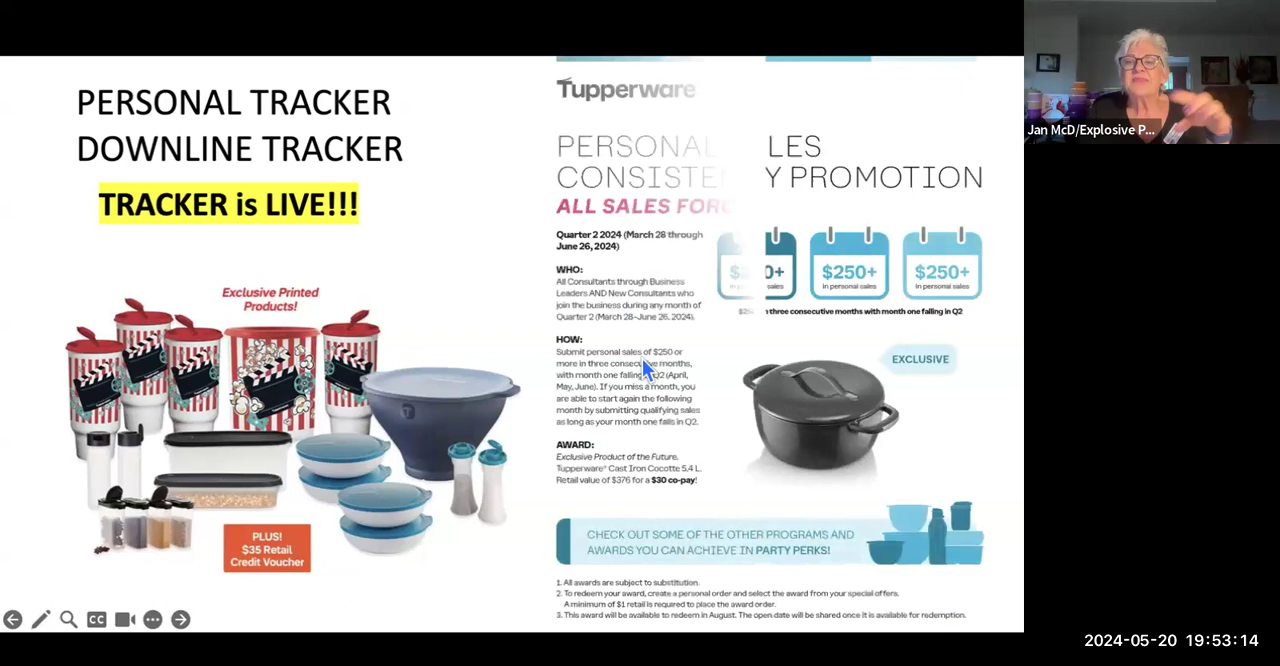 PERSONAL TRACKER
DOWNLINE TRACKER
TRACKER is LIVE!!!
Exclusive Printed
Products!
PLUS!
$35 Retail
Credit Voucher
Tupperware
PERSONAL LES
CONSISTE Y PROMOTION
ALL SALES FORC
Quarter 2 2024 (March 28 through
June 26, 2024)
WHO:
All Consultants through Business
Leaders AND New Consultants who
join the business during any month of
Quarter 2 (March 28–June 26, 2024).
HOW:
Submit personal sales of $250 or
more in three consecutive months,
with month one falling Q2 (April,
May, June). If you miss a month, you
are able to start again the following
month by submitting qualifying sales
as long as your month one falls in Q2.
AWARD:
Exclusive Product of the Future.
Tupperware® Cast Iron Cocotte 5.4 L.
Retail value of $376 for a $30 co-pay!
$ 0+
in p sales
$250+
in personal sales
$250+
in personal sales
three consecutive months with month one falling in Q2
EXCLUSIVE
CHECK OUT SOME OF THE OTHER PROGRAMS AND
AWARDS YOU CAN ACHIEVE IN PARTY PERKS!
1. All awards are subject to substitution.
2. To redeem your award, create a personal order and select the award from your special offers.
A minimum of $1 retail is required to place the award order.
3. This award will be available to redeem in August. The open date will be shared once it is available for redemption.
CC
Jan McD/Explosive P...
2024-05-20 19:53:14